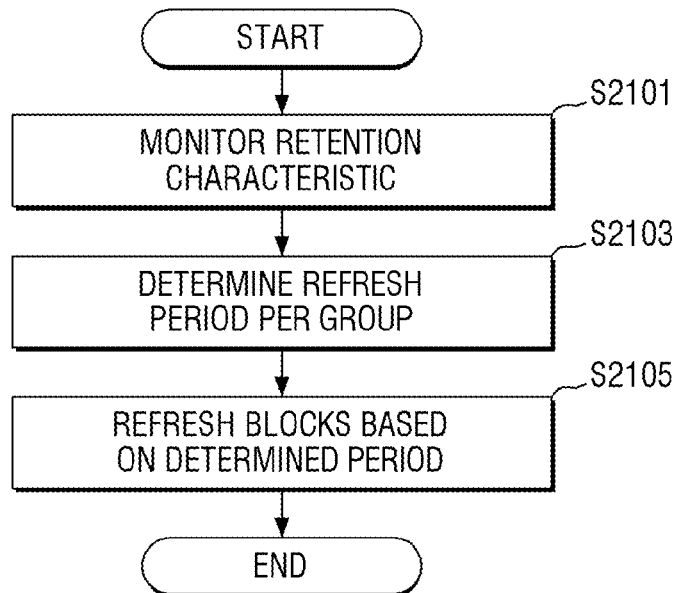 START
S2101
MONITOR RETENTION
CHARACTERISTIC
S2103
DETERMINE REFRESH
PERIOD PER GROUP
S2105
REFRESH BLOCKS BASED
ON DETERMINED PERIOD
END